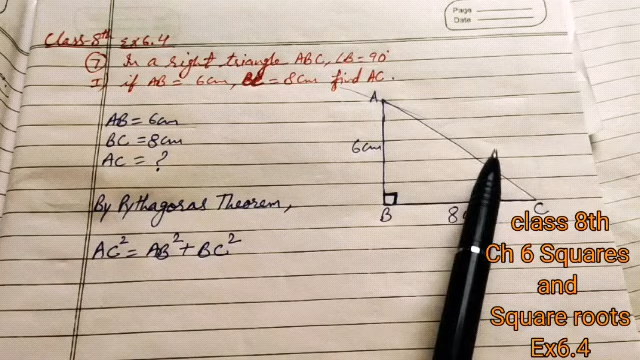 Page
Date
Class-8th Ex6.4
⑦ In a right triangle ABC, ∠B=90°
I) if AB = 6cm, BC = 8cm find AC.
AB = 6cm
BC = 8cm
AC = ?
By Pythagoras Theorem,
AC² = AB² + BC²
A
6cm
B
8
C
class 8th
Ch 6 Squares
and
Square roots
Ex6.4